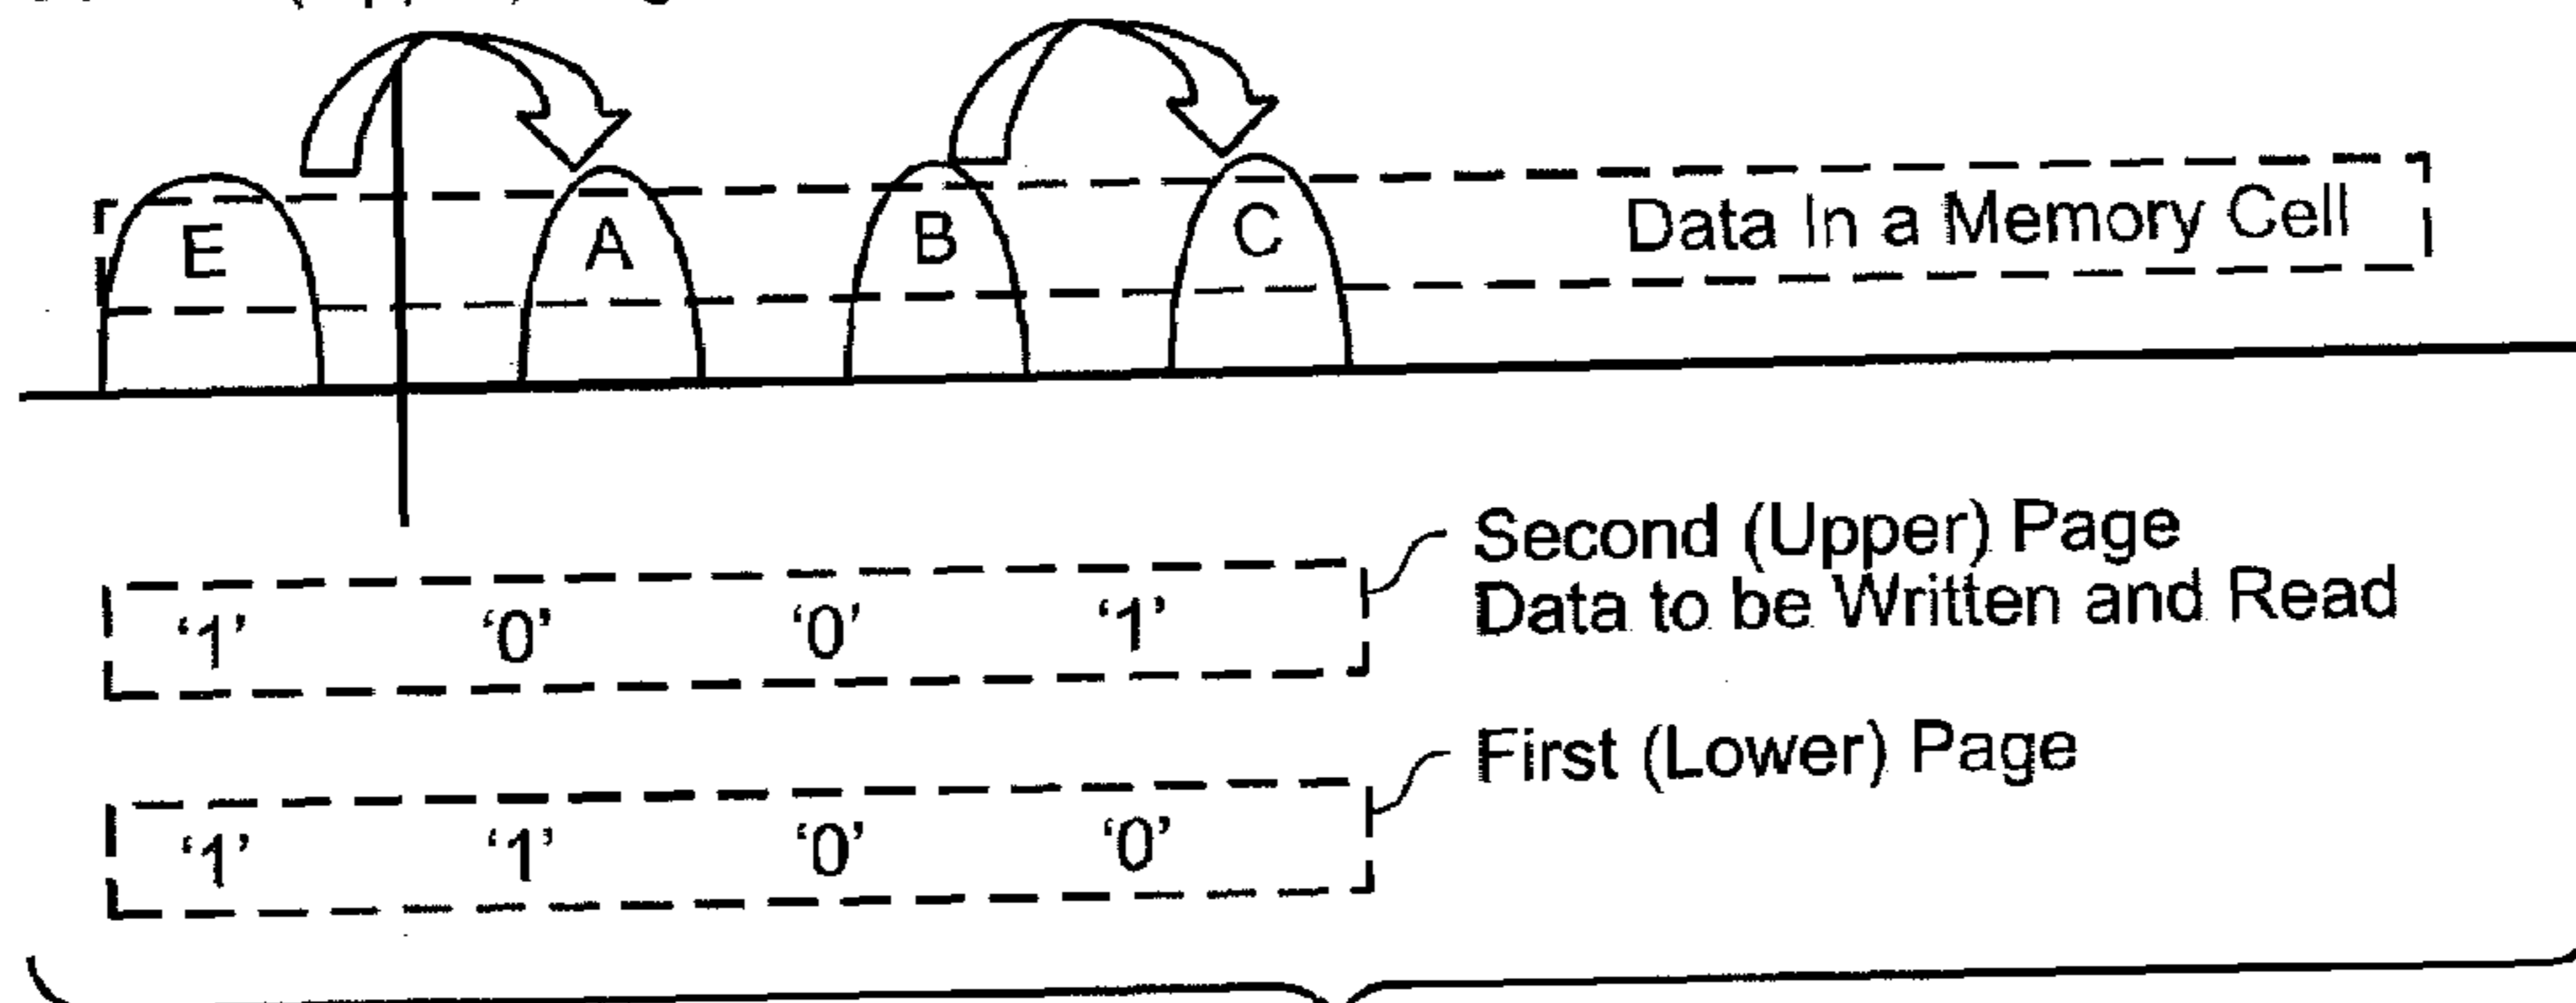 E A B C Data In a Memory Cell
Second (Upper) Page
Data to be Written and Read
'1' '0' '0' '1'
First (Lower) Page
'1' '1' '0' '0'